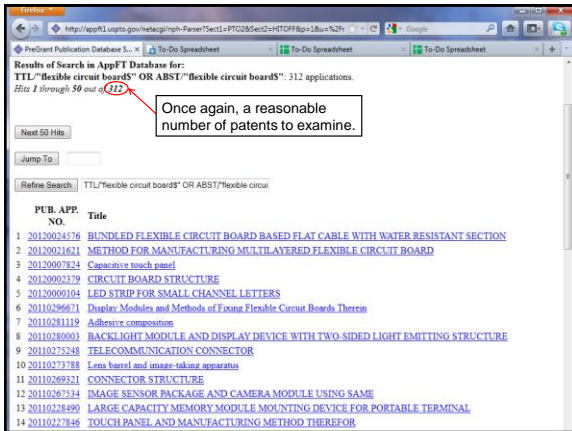 Firefox
http://appft1.uspto.gov/netacgi/nph-Parser?Sect1=PTO2&Sect2=HITOFF&p=1&u=%2Fr
Google
PreGrant Publication Database S...
To-Do Spreadsheet
To-Do Spreadsheet
To-Do Spreadsheet
Results of Search in AppFT Database for:
TTL/"flexible circuit board$" OR ABST/"flexible circuit board$": 312 applications.
Hits 1 through 50 out of 312
Once again, a reasonable
number of patents to examine.
Next 50 Hits
Jump To
Refine Search TTL/"flexible circuit board$" OR ABST/"flexible circui
PUB. APP. NO. Title
1 20120024576 BUNDLED FLEXIBLE CIRCUIT BOARD BASED FLAT CABLE WITH WATER RESISTANT SECTION
2 20120021621 METHOD FOR MANUFACTURING MULTILAYERED FLEXIBLE CIRCUIT BOARD
3 20120007824 Capacitive touch panel
4 20120002379 CIRCUIT BOARD STRUCTURE
5 20120000104 LED STRIP FOR SMALL CHANNEL LETTERS
6 20110296671 Display Modules and Methods of Fixing Flexible Circuit Boards Therein
7 20110281119 Adhesive composition
8 20110280003 BACKLIGHT MODULE AND DISPLAY DEVICE WITH TWO-SIDED LIGHT EMITTING STRUCTURE
9 20110275248 TELECOMMUNICATION CONNECTOR
10 20110273788 Lens barrel and image-taking apparatus
11 20110269321 CONNECTOR STRUCTURE
12 20110267534 IMAGE SENSOR PACKAGE AND CAMERA MODULE USING SAME
13 20110228490 LARGE CAPACITY MEMORY MODULE MOUNTING DEVICE FOR PORTABLE TERMINAL
14 20110227846 TOUCH PANEL AND MANUFACTURING METHOD THEREFOR